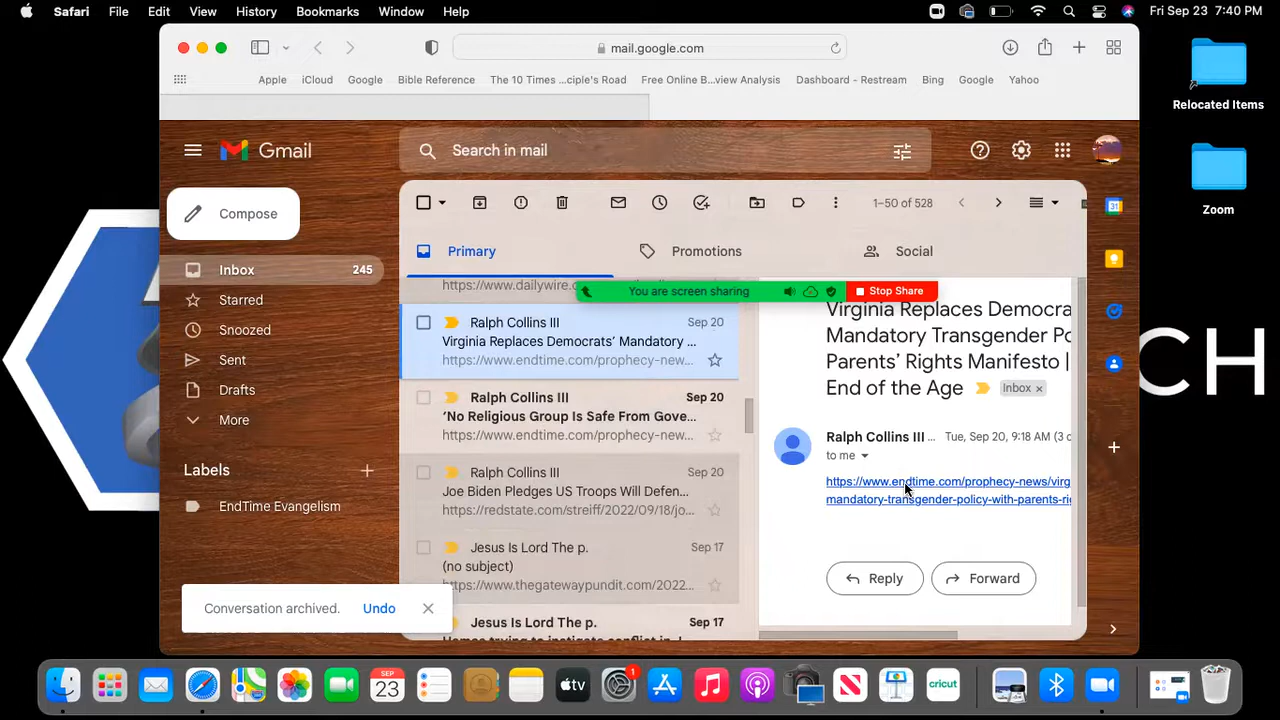 Safari File Edit View History Bookmarks Window Help Fri Sep 23 7:40 PM
mail.google.com
Apple iCloud Google Bible Reference The 10 Times ...ciple's Road Free Online B...view Analysis Dashboard - Restream Bing Google Yahoo
Relocated Items
Zoom
Gmail
Search in mail
Compose
1–50 of 528
Primary
Promotions
Social
Inbox 245
Starred
Snoozed
Sent
Drafts
More
Labels
EndTime Evangelism
https://www.dailywire.c
You are screen sharing
Stop Share
Ralph Collins III Sep 20
Virginia Replaces Democrats’ Mandatory ...
https://www.endtime.com/prophecy-new...
Ralph Collins III Sep 20
‘No Religious Group Is Safe From Gove...
https://www.endtime.com/prophecy-new...
Ralph Collins III Sep 20
Joe Biden Pledges US Troops Will Defen...
https://redstate.com/streiff/2022/09/18/jo...
Jesus Is Lord The p. Sep 17
(no subject)
https://www.thegatewaypundit.com/2022...
Jesus Is Lord The p. Sep 17
Virginia Replaces Democra
Mandatory Transgender Po
Parents’ Rights Manifesto |
End of the Age Inbox
Ralph Collins III ... Tue, Sep 20, 9:18 AM (3 c
to me
https://www.endtime.com/prophecy-news/virg
mandatory-transgender-policy-with-parents-ri
Reply
Forward
Conversation archived. Undo
CH
31
SEP
23
tv
1
cricut